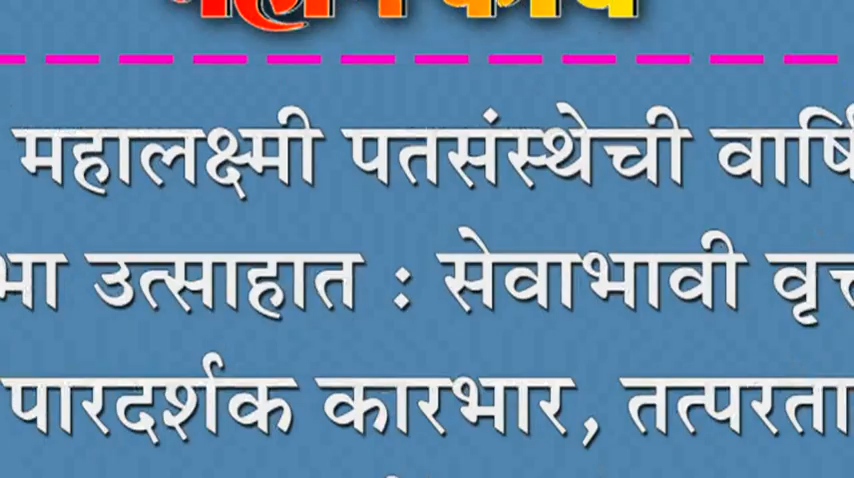 महालक्ष्मी पतसंस्थेची
उत्साहात : सेवाभावी
पारदर्शक कारभार, तत्परता